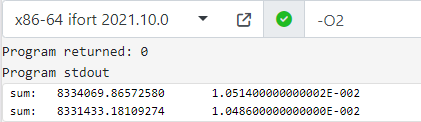 x86-64 ifort 2021.10.0 -O2
Program returned: 0
Program stdout
sum: 8334069.86572580 1.051400000000002E-002
sum: 8331433.18109274 1.048600000000000E-002